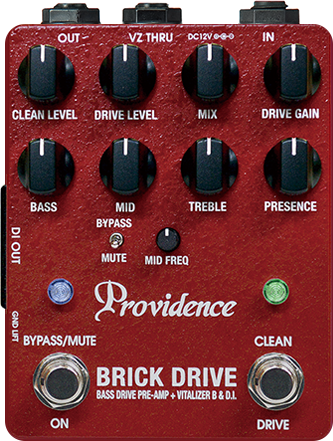 OUT VZ THRU DC12V IN
CLEAN LEVEL DRIVE LEVEL MIX DRIVE GAIN
BASS MID TREBLE PRESENCE
BYPASS
MUTE
MID FREQ
DI OUT
GND LIFT
Providence
BYPASS/MUTE CLEAN
BRICK DRIVE
BASS DRIVE PRE-AMP + VITALIZER B & D.I.
ON DRIVE